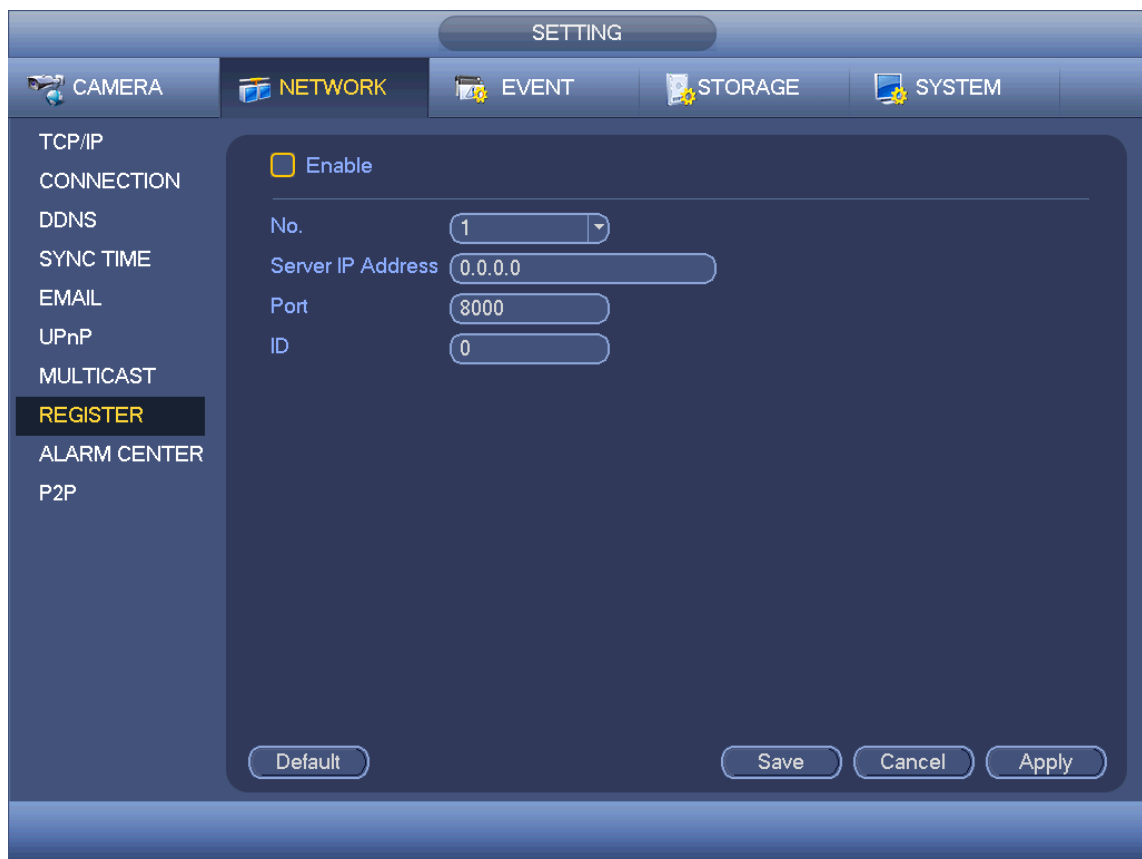 SETTING
CAMERA NETWORK EVENT STORAGE SYSTEM
TCP/IP
CONNECTION
DDNS
SYNC TIME
EMAIL
UPnP
MULTICAST
REGISTER
ALARM CENTER
P2P
Enable
No. 1
Server IP Address 0.0.0.0
Port 8000
ID 0
Default Save Cancel Apply